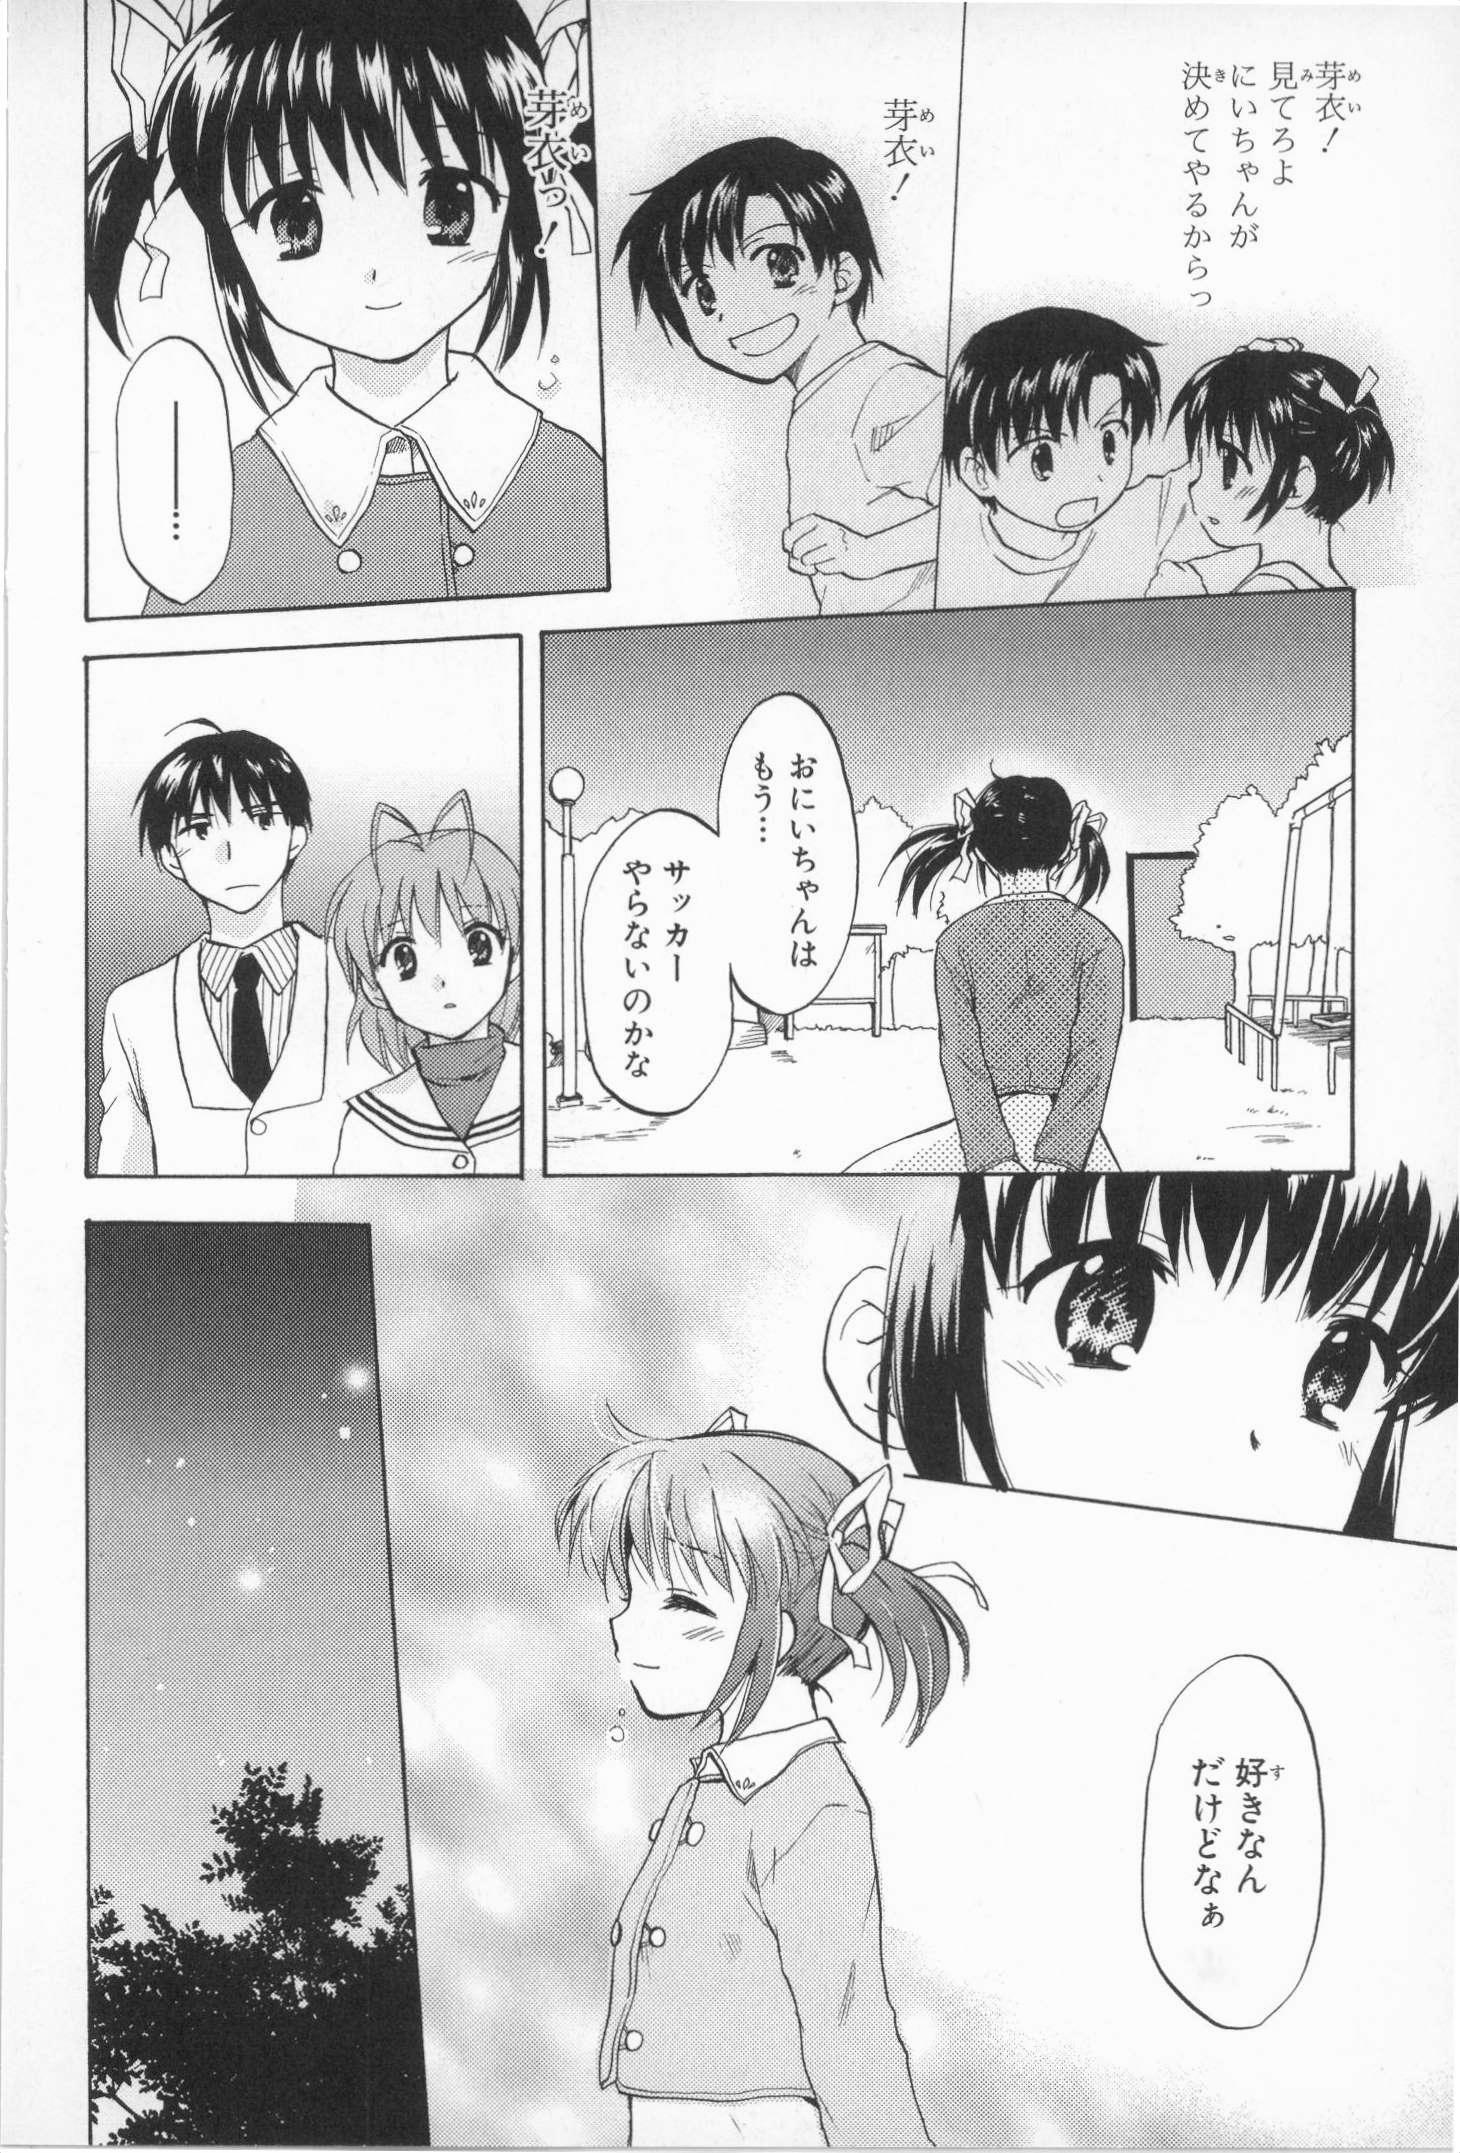 芽衣！
見てろよ
にいちゃんが
決めてやるからっ
芽衣！
芽衣っ！
────…
おにいちゃんは
もう…
サッカー
やらないのかな
好きなん
だけどなぁ